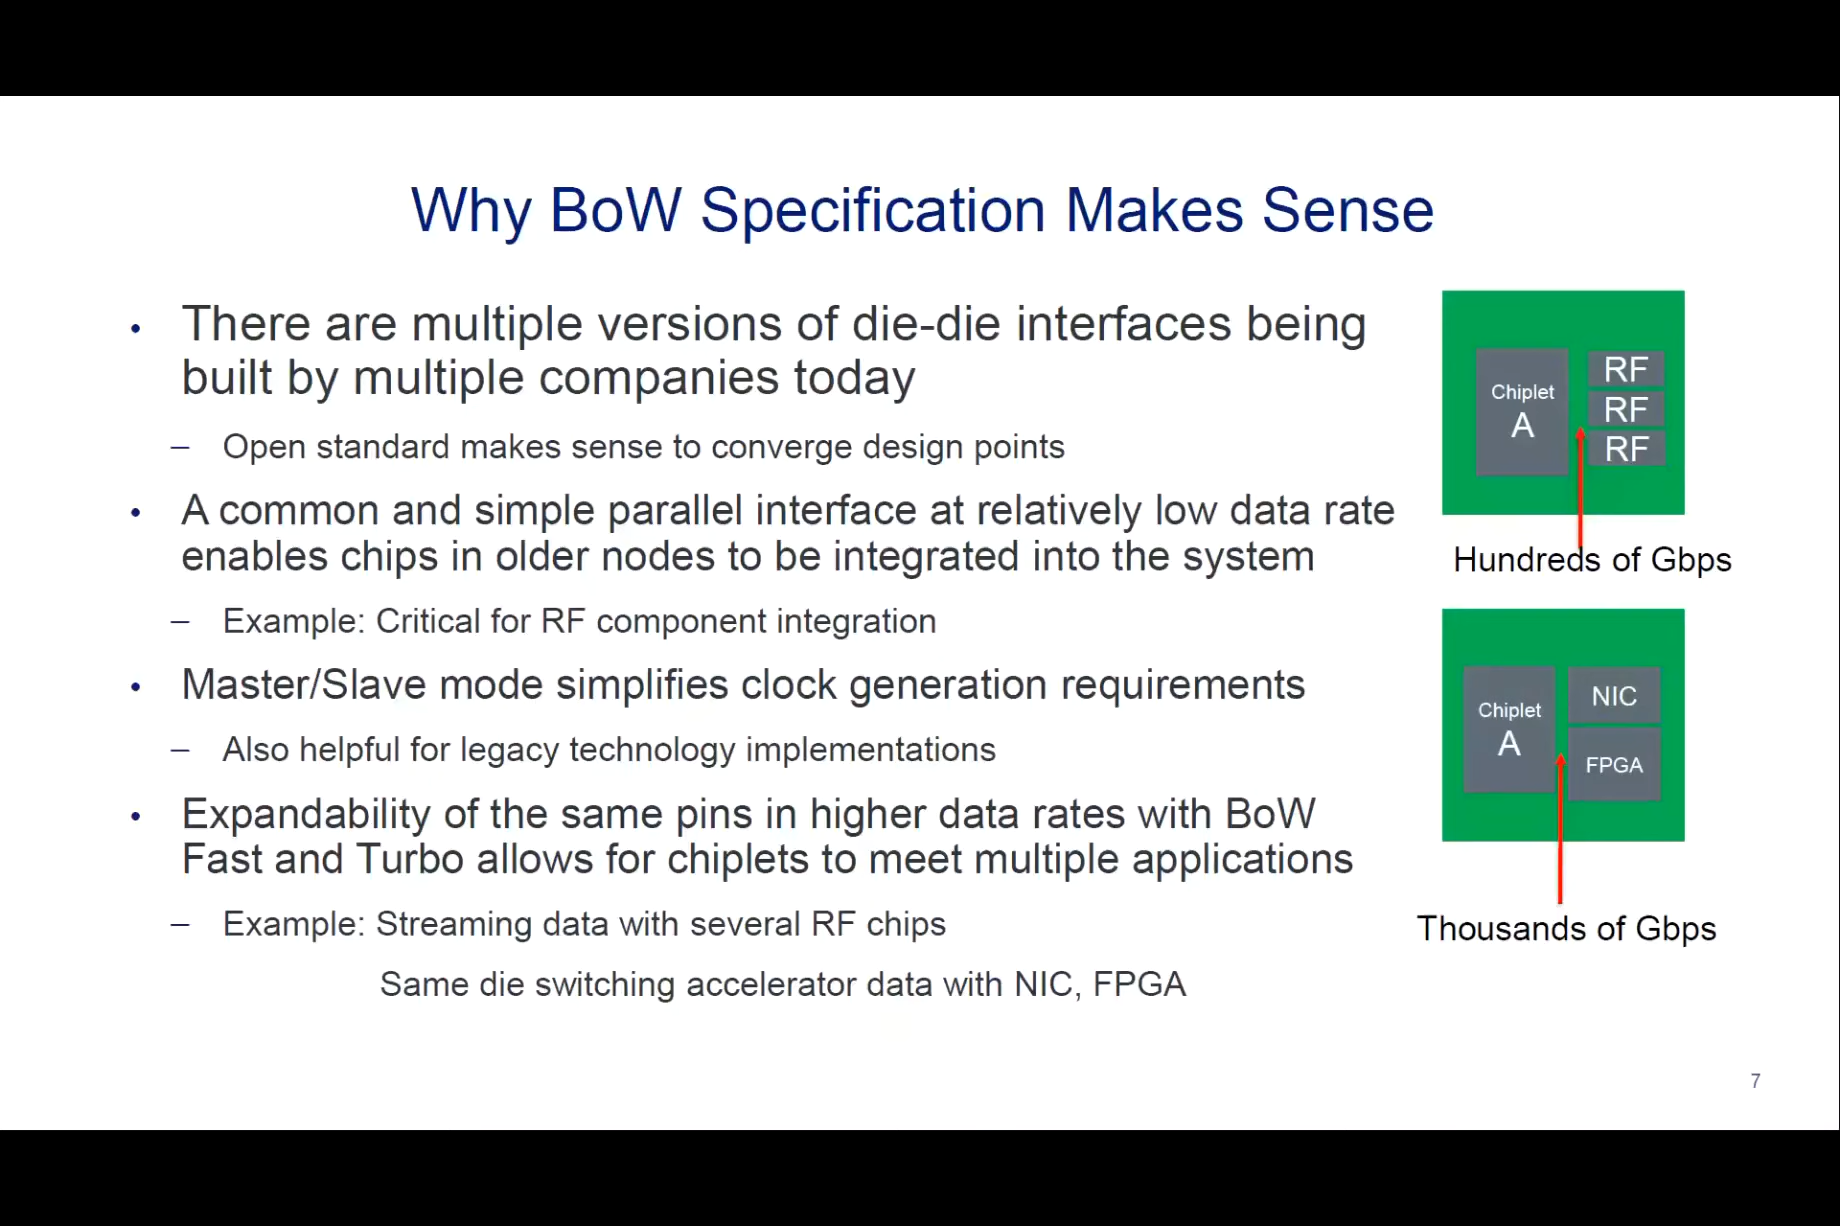 Why BoW Specification Makes Sense
• There are multiple versions of die-die interfaces being
built by multiple companies today
– Open standard makes sense to converge design points
• A common and simple parallel interface at relatively low data rate
enables chips in older nodes to be integrated into the system
– Example: Critical for RF component integration
• Master/Slave mode simplifies clock generation requirements
– Also helpful for legacy technology implementations
• Expandability of the same pins in higher data rates with BoW
Fast and Turbo allows for chiplets to meet multiple applications
– Example: Streaming data with several RF chips
Same die switching accelerator data with NIC, FPGA
Chiplet
A
RF
RF
RF
Hundreds of Gbps
Chiplet
A
NIC
FPGA
Thousands of Gbps
7